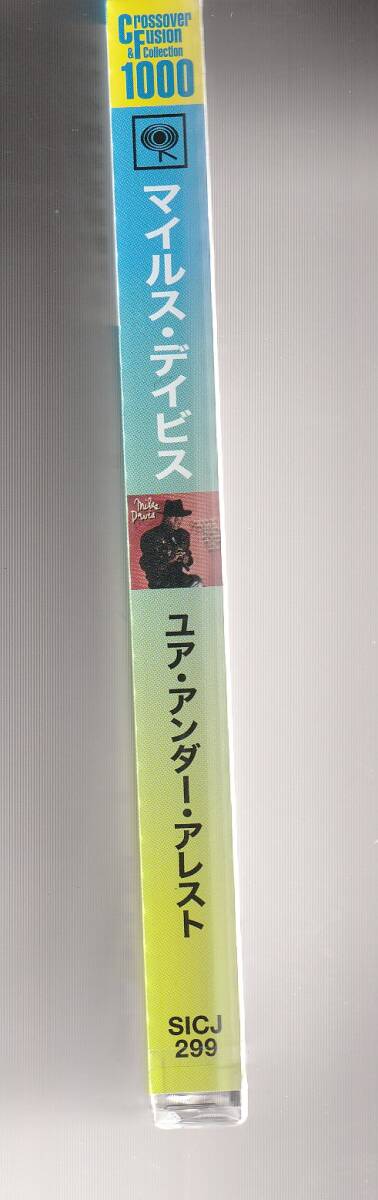 Crossover
& Fusion
Collection
1000
マイルス・デイビス
Miles
Davis
ユア・アンダー・アレスト
SICJ
299